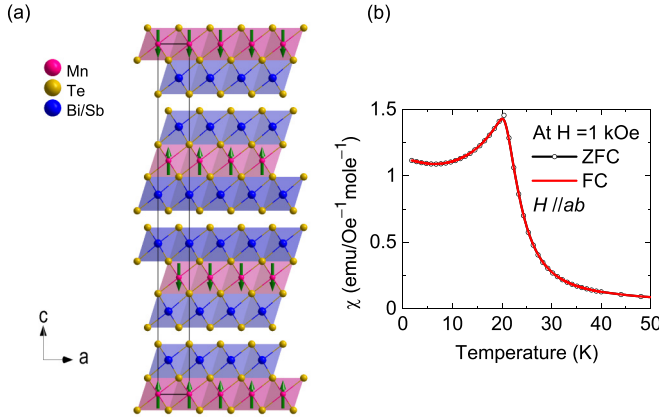 (a)
Mn
Te
Bi/Sb
c
a
(b)
χ (emu/Oe⁻¹mole⁻¹)
1.5
1
0.5
0
At H =1 kOe
ZFC
FC
H //ab
0 10 20 30 40 50
Temperature (K)